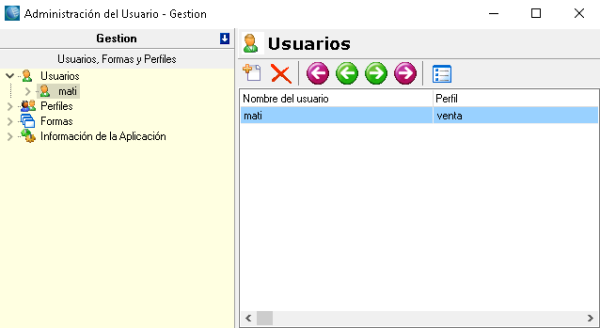 Administración del Usuario - Gestion
Gestion
Usuarios, Formas y Perfiles
Usuarios
mati
Perfiles
Formas
Información de la Aplicación
Usuarios
Nombre del usuario Perfil
mati venta